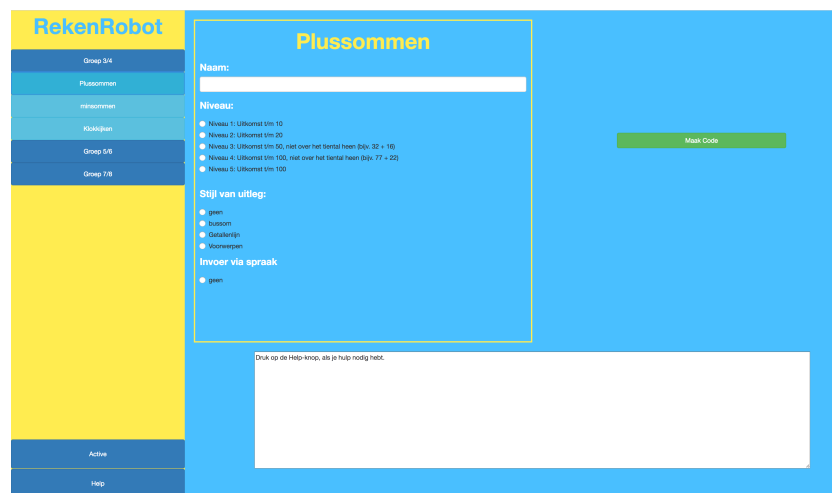 RekenRobot
Groep 3/4
Plussommen
minsommen
Klokkijken
Groep 5/6
Groep 7/8
Active
Help
Plussommen
Naam:
Niveau:
Niveau 1: Uitkomst t/m 10
Niveau 2: Uitkomst t/m 20
Niveau 3: Uitkomst t/m 50, niet over het tiental heen (bijv. 32 + 16)
Niveau 4: Uitkomst t/m 100, niet over het tiental heen (bijv. 77 + 22)
Niveau 5: Uitkomst t/m 100
Stijl van uitleg:
geen
bussom
Getallenlijn
Voorwerpen
Invoer via spraak
geen
Maak Code
Druk op de Help-knop, als je hulp nodig hebt.